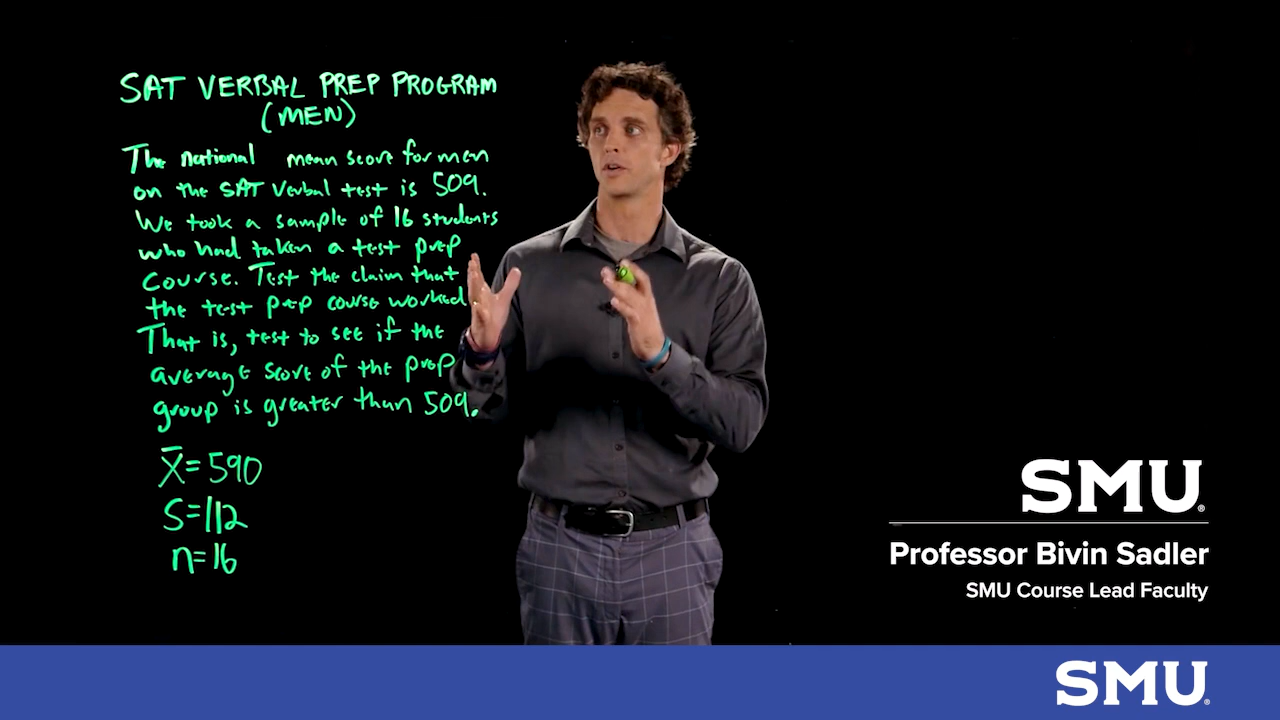 SAT VERBAL PREP PROGRAM
(MEN)
The national mean score for men
on the SAT Verbal test is 509.
We took a sample of 16 students
who had taken a test prep
course. Test the claim that
the test prep course worked
That is, test to see if the
average score of the prep
group is greater than 509.
X̄=590
S=112
n=16
SMU
Professor Bivin Sadler
SMU Course Lead Faculty
SMU